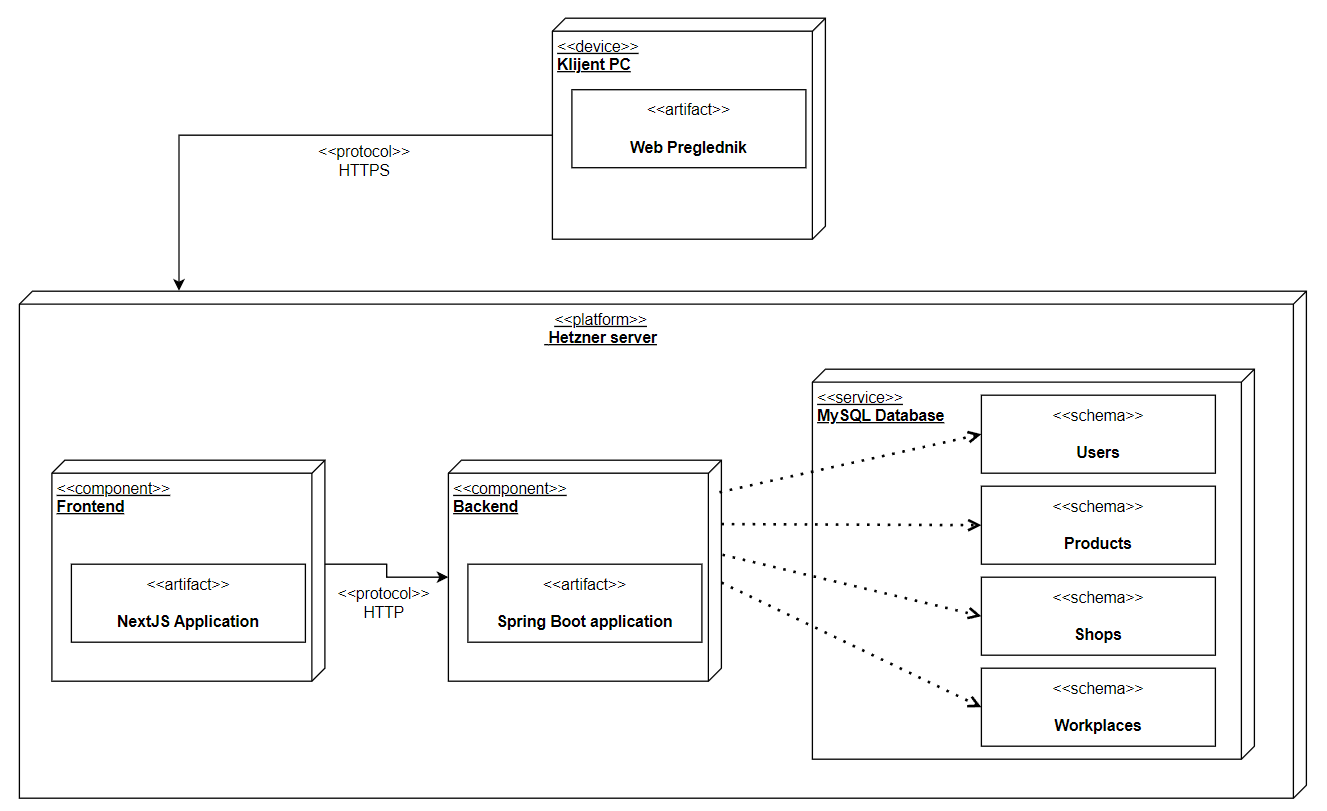 <<device>>
Klijent PC
<<artifact>>
Web Preglednik
<<protocol>>
HTTPS
<<platform>>
Hetzner server
<<service>>
MySQL Database
<<schema>>
Users
<<schema>>
Products
<<schema>>
Shops
<<schema>>
Workplaces
<<component>>
Frontend
<<artifact>>
NextJS Application
<<protocol>>
HTTP
<<component>>
Backend
<<artifact>>
Spring Boot application